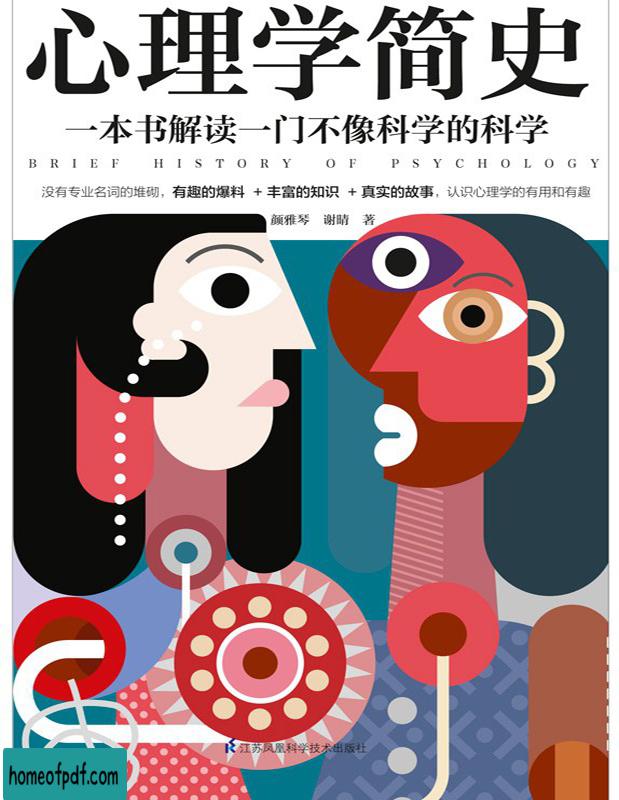 心理学简史
一本书解读一门不像科学的科学
BRIEF HISTORY OF PSYCHOLOGY
没有专业名词的堆砌，有趣的爆料 + 丰富的知识 + 真实的故事，认识心理学的有用和有趣
颜雅琴 谢晴 著
江苏凤凰科学技术出版社
homeofpdf.com